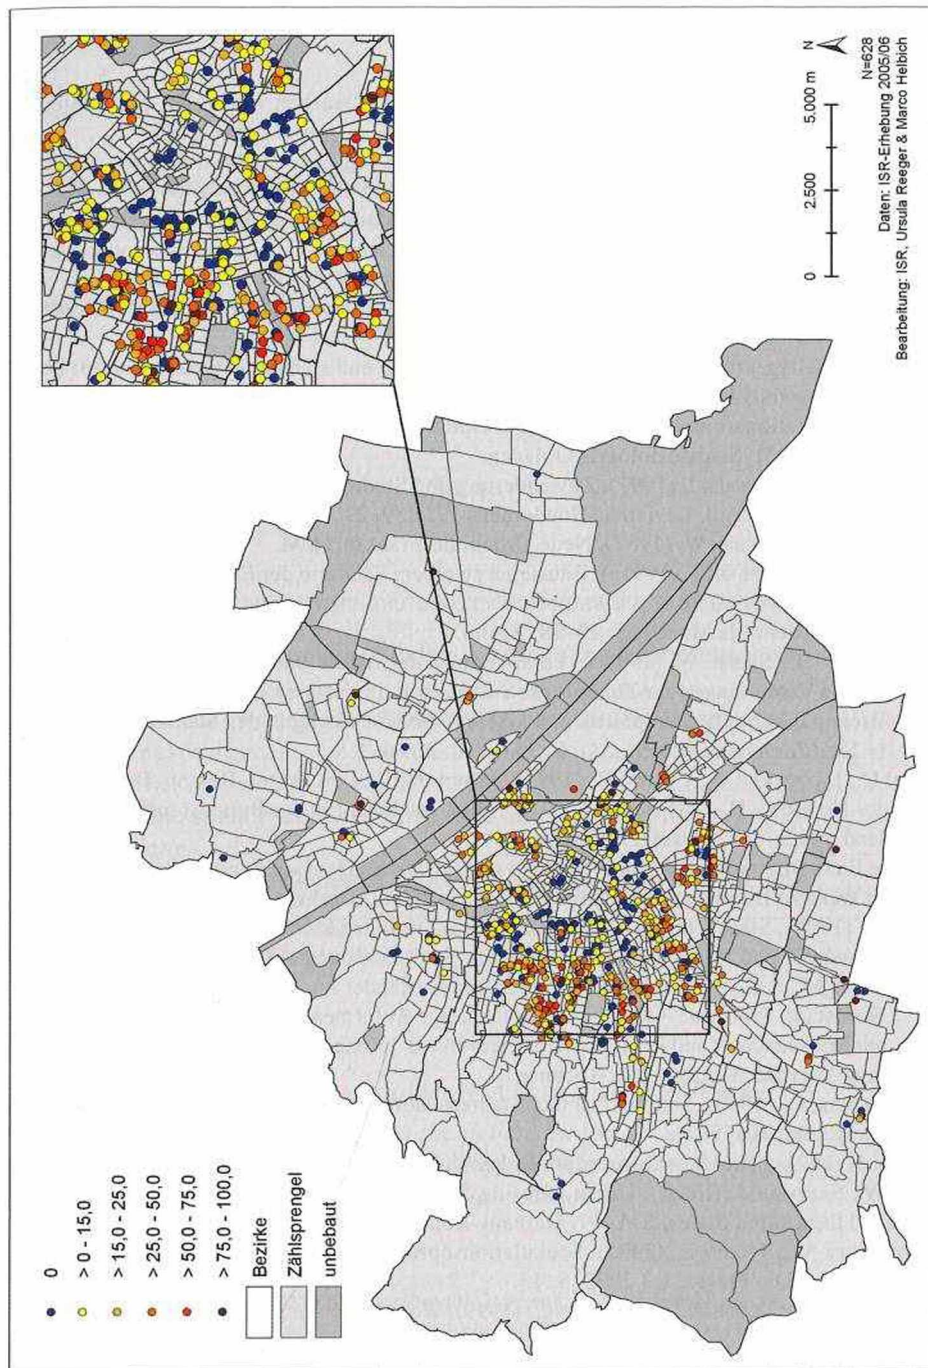 0
> 0 - 15,0
> 15,0 - 25,0
> 25,0 - 50,0
> 50,0 - 75,0
> 75,0 - 100,0
Bezirke
Zählsprengel
unbebaut
0 2.500 5.000 m
N
N=628
Daten: ISR-Erhebung 2005/06
Bearbeitung: ISR, Ursula Reeger & Marco Helbich